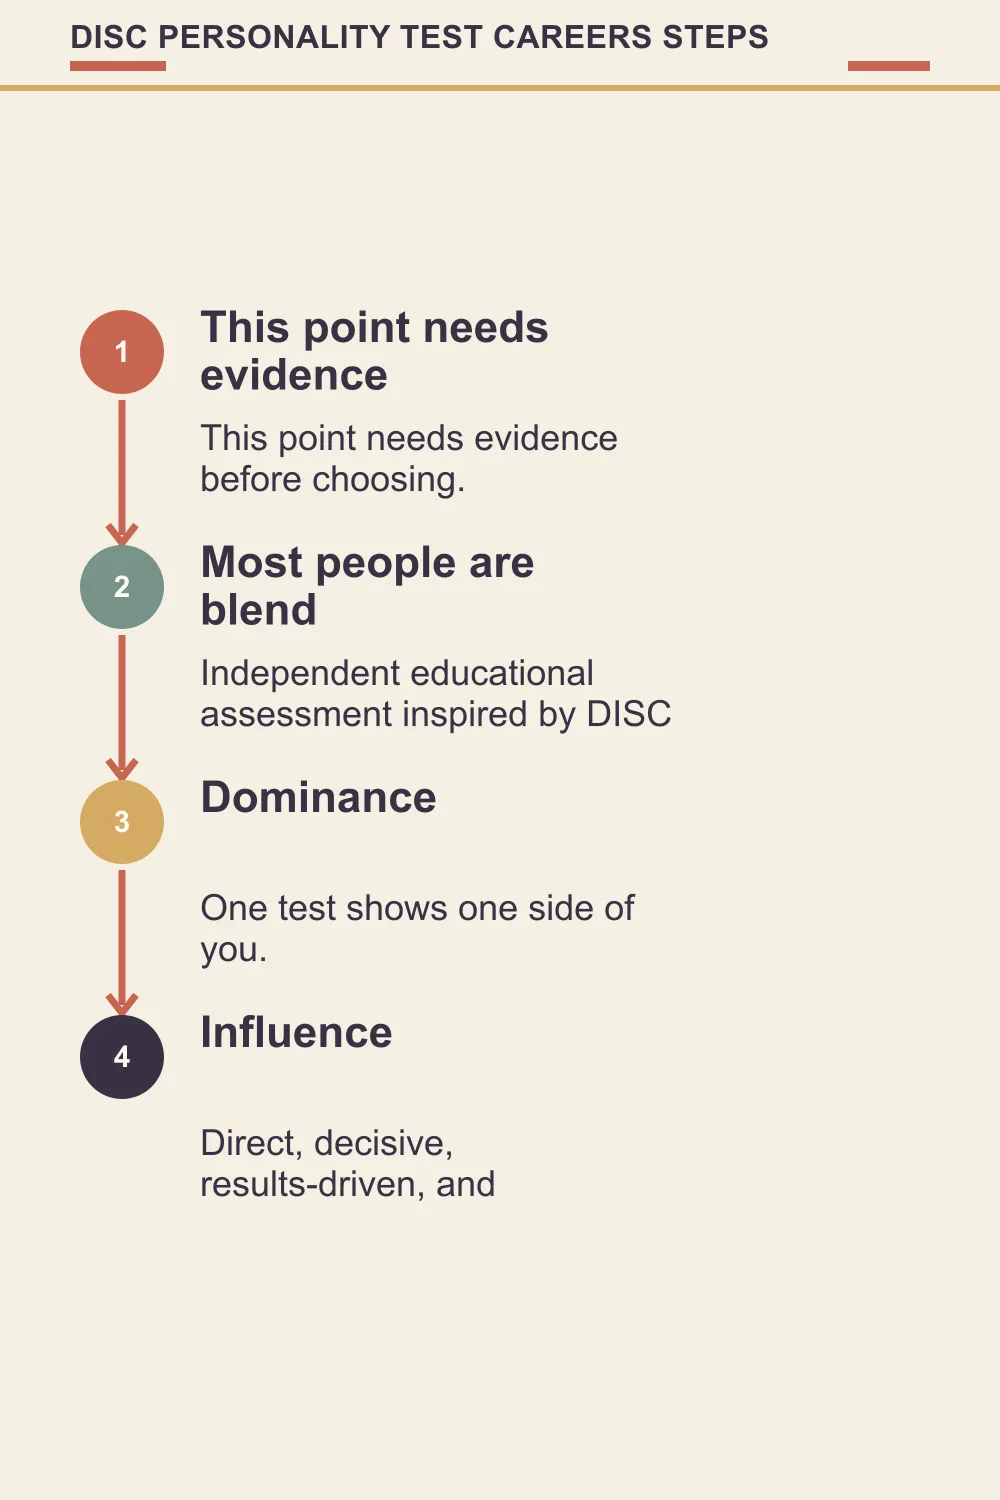 DISC PERSONALITY TEST CAREERS STEPS
1
This point needs
evidence
This point needs evidence
before choosing.
2
Most people are
blend
Independent educational
assessment inspired by DISC
3
Dominance
One test shows one side of
you.
4
Influence
Direct, decisive,
results-driven, and